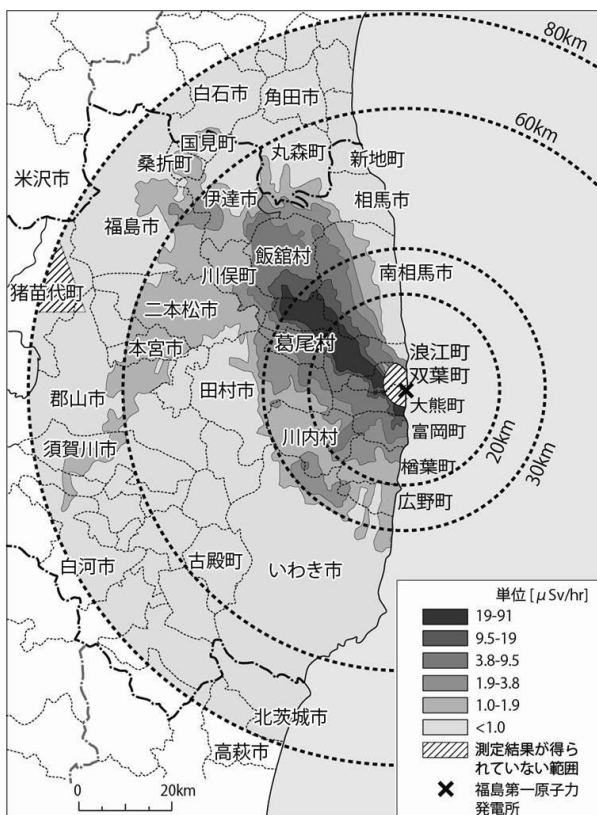 80km
60km
白石市
角田市
国見町
丸森町
新地町
桑折町
米沢市
伊達市
相馬市
福島市
飯舘村
南相馬市
川俣町
猪苗代町
二本松市
浪江町
本宮市
葛尾村
双葉町
田村市
大熊町
郡山市
川内村
富岡町
20km
30km
須賀川市
楢葉町
広野町
白河市
古殿町
いわき市
北茨城市
高萩市
0 20km
単位 [μSv/hr]
19-91
9.5-19
3.8-9.5
1.9-3.8
1.0-1.9
<1.0
測定結果が得ら
れていない範囲
福島第一原子力
発電所